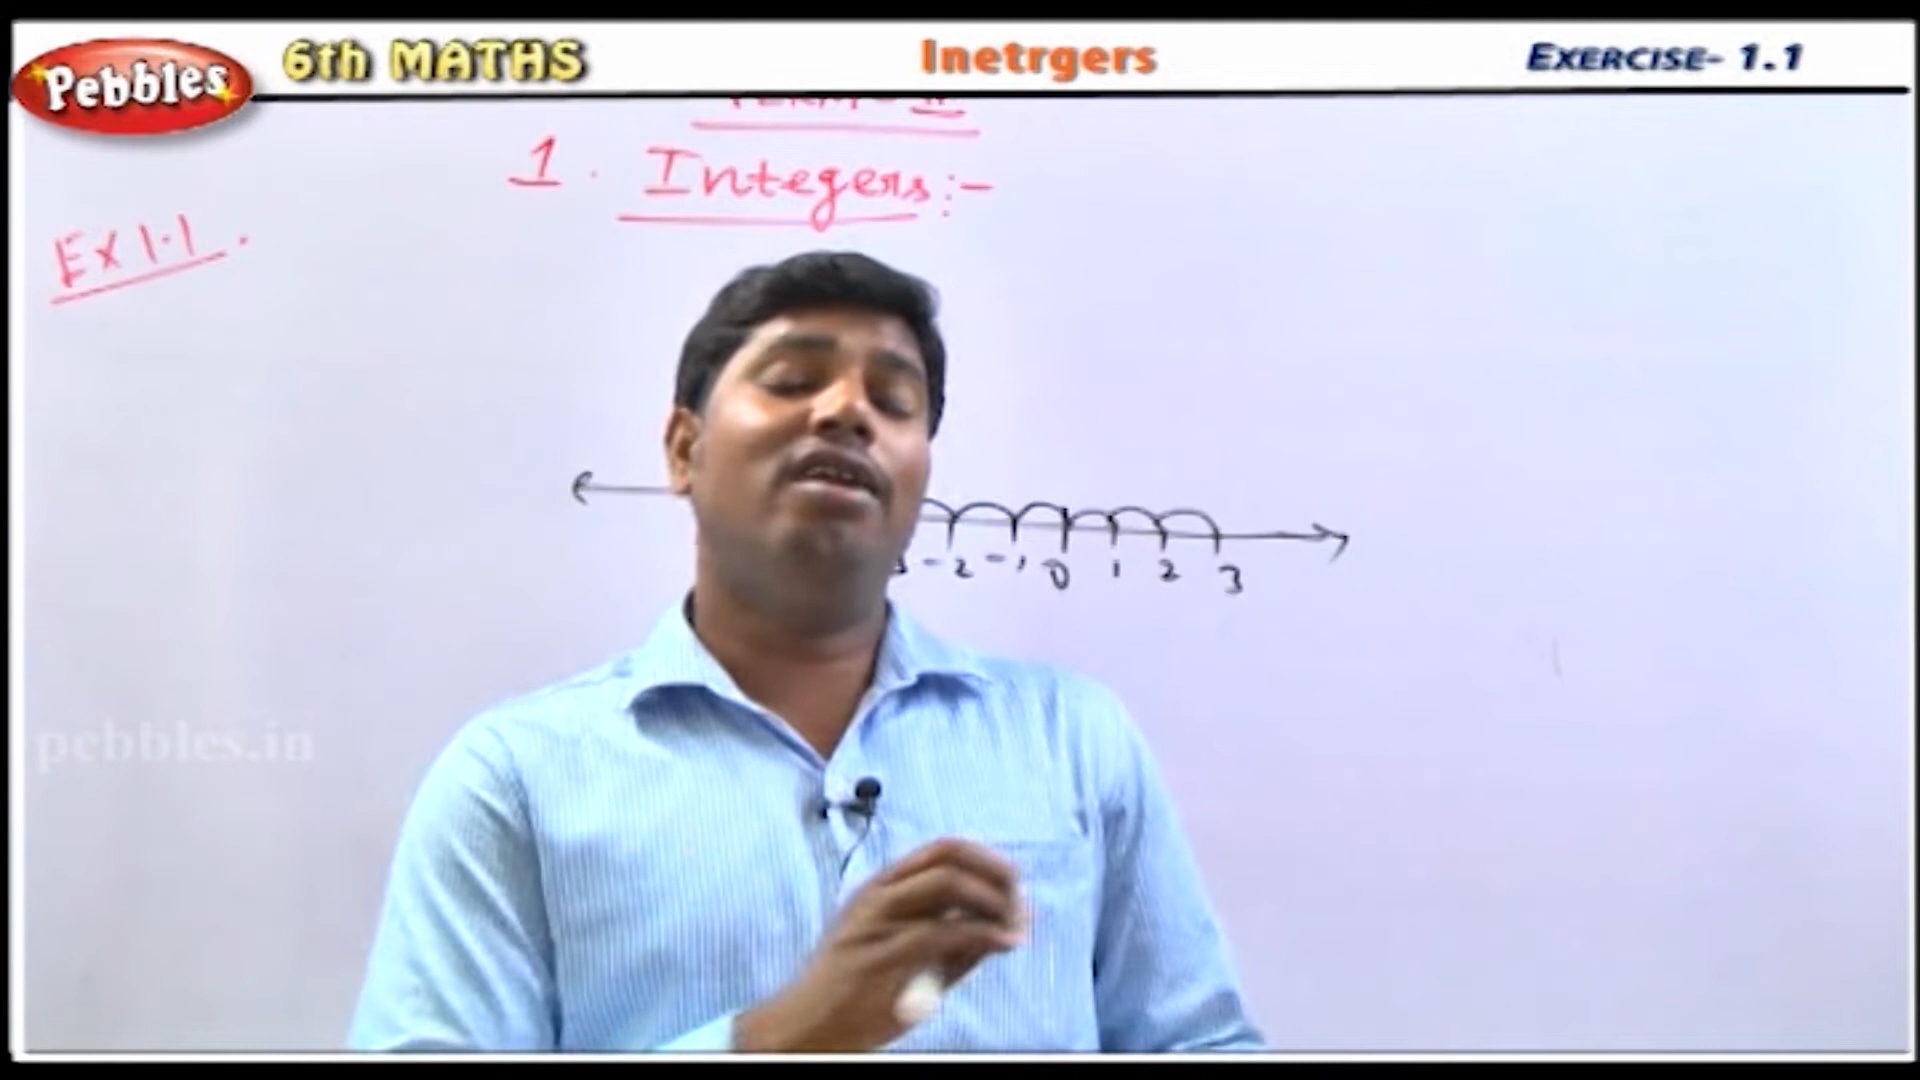 Pebbles
6th MATHS
Inetrgers
EXERCISE- 1.1
1. Integers:-
Ex 1.1.
-2 -1 0 1 2 3
pebbles.in